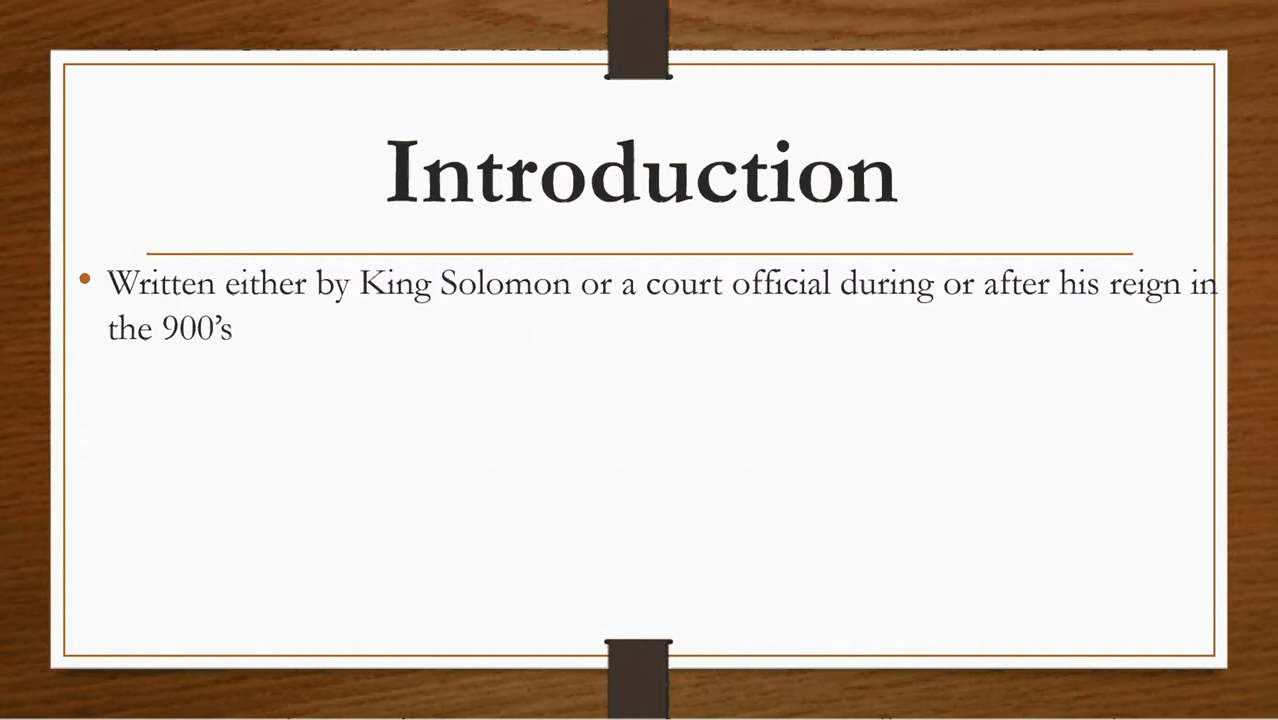 Introduction
• Written either by King Solomon or a court official during or after his reign in
the 900’s